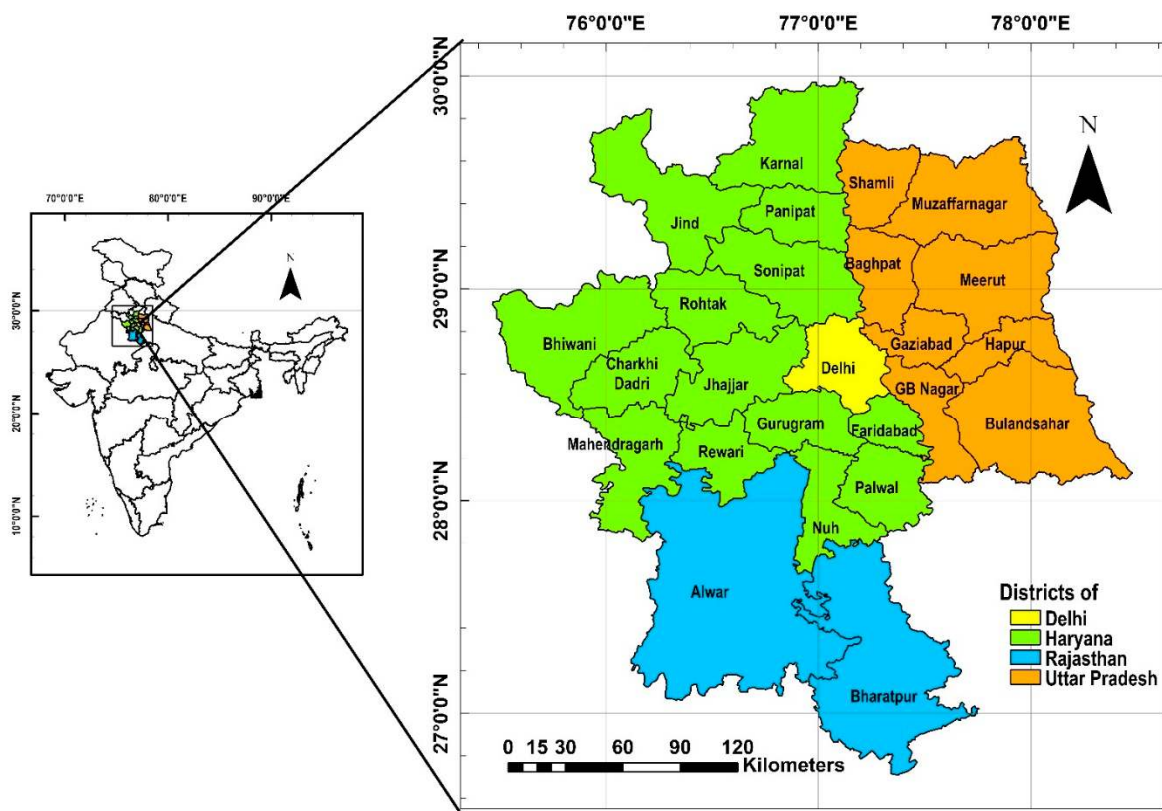 70°0'0"E 80°0'0"E 90°0'0"E
N
30°0'0"N
20°0'0"N
10°0'0"N
76°0'0"E 77°0'0"E 78°0'0"E
30°0'0"N
29°0'0"N
28°0'0"N
27°0'0"N
N
Karnal
Shamli
Muzaffarnagar
Panipat
Jind
Sonipat
Baghpat
Meerut
Rohtak
Bhiwani
Gaziabad
Hapur
Charkhi
Dadri
Jhajjar
Delhi
GB Nagar
Bulandsahar
Mahendragarh
Gurugram
Faridabad
Rewari
Palwal
Nuh
Alwar
Bharatpur
Districts of
Delhi
Haryana
Rajasthan
Uttar Pradesh
0 15 30 60 90 120
Kilometers